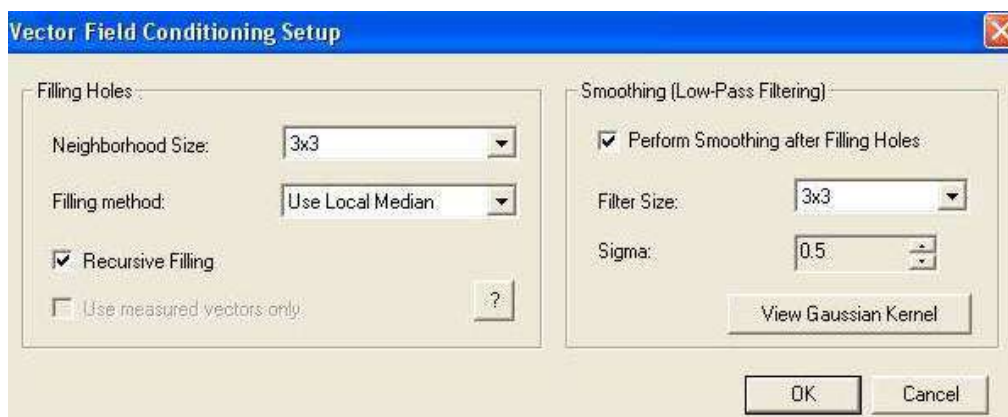 Vector Field Conditioning Setup
Filling Holes
Neighborhood Size: 3x3
Filling method: Use Local Median
Recursive Filling
Use measured vectors only
?
Smoothing (Low-Pass Filtering)
Perform Smoothing after Filling Holes
Filter Size: 3x3
Sigma: 0.5
View Gaussian Kernel
OK Cancel